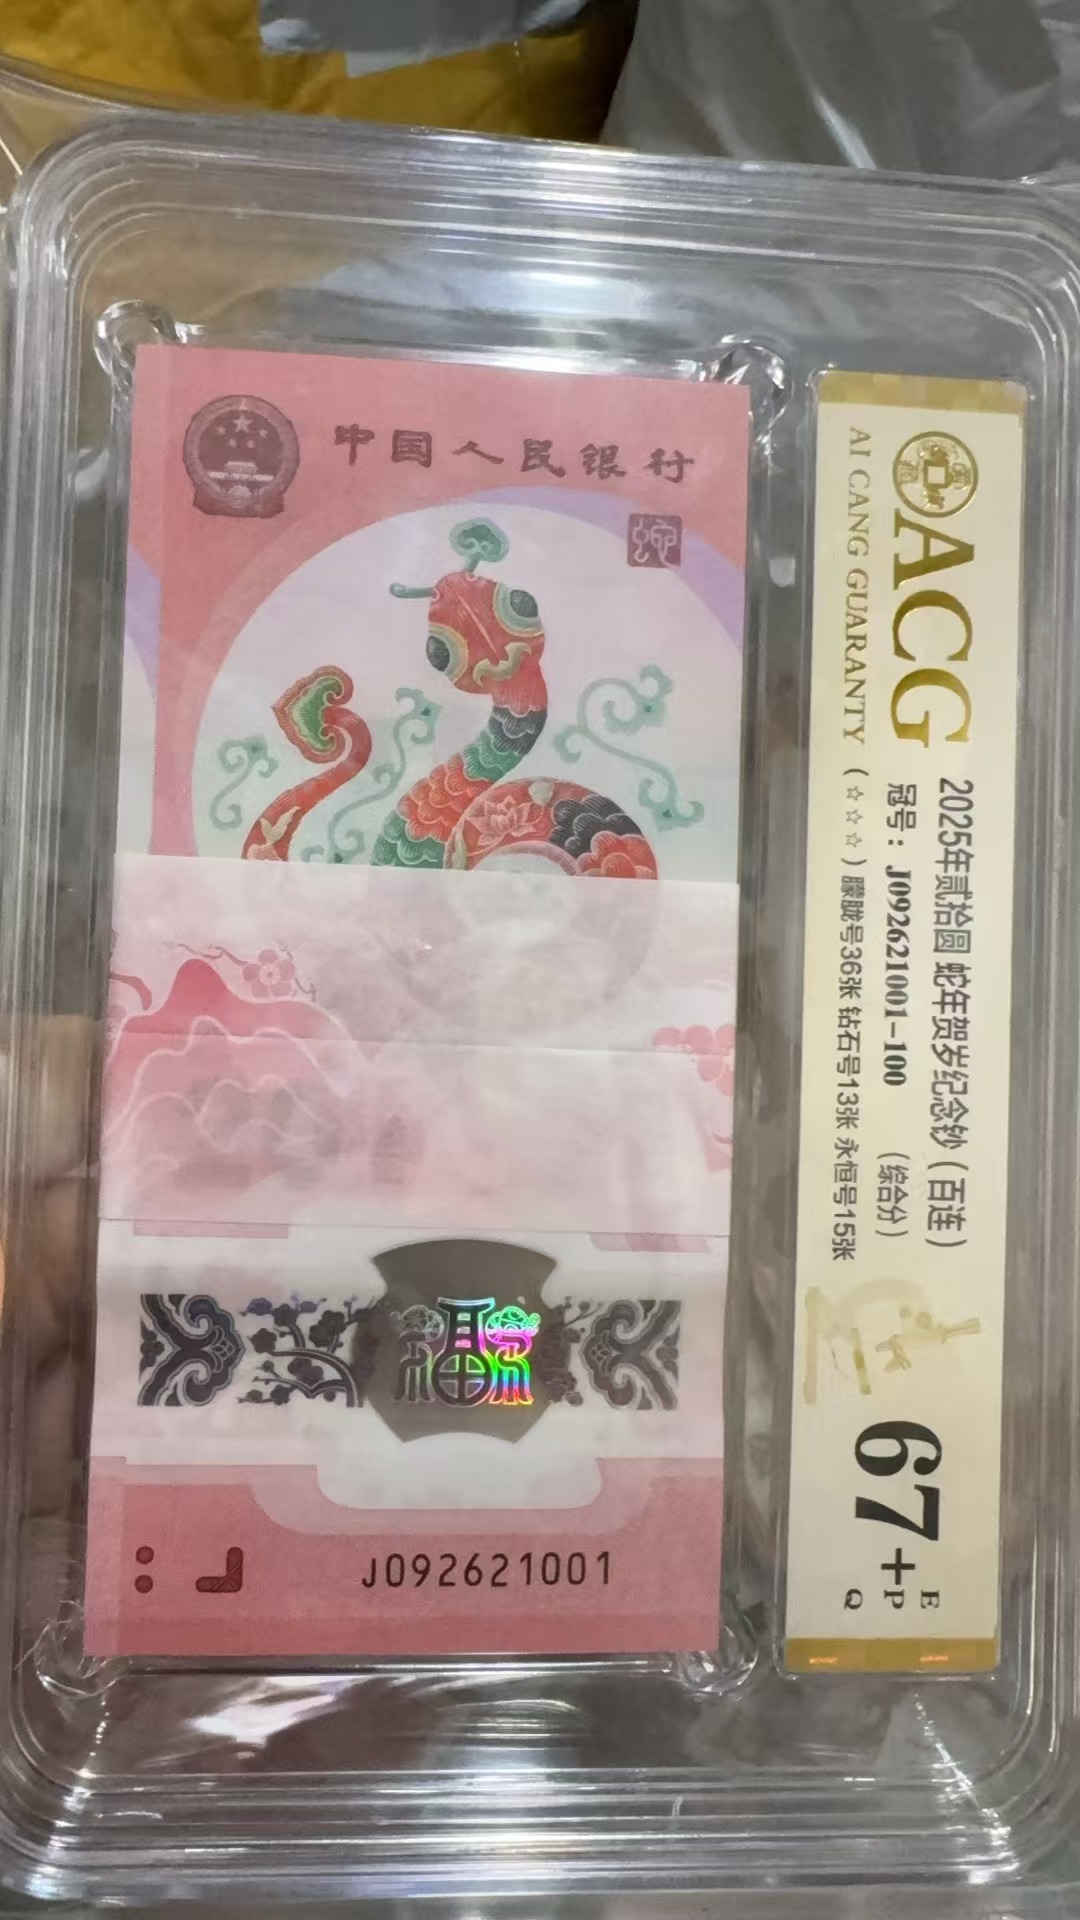 中国人民银行
蛇
福
J092621001
ACG
AI CANG GUARANTY
2025年贰拾圆 蛇年贺岁纪念钞(百连)
冠号: J092621001-100 (综合分)
(☆☆☆) 朦胧号36张 钻石号13张 永恒号15张
67+
E
P
Q